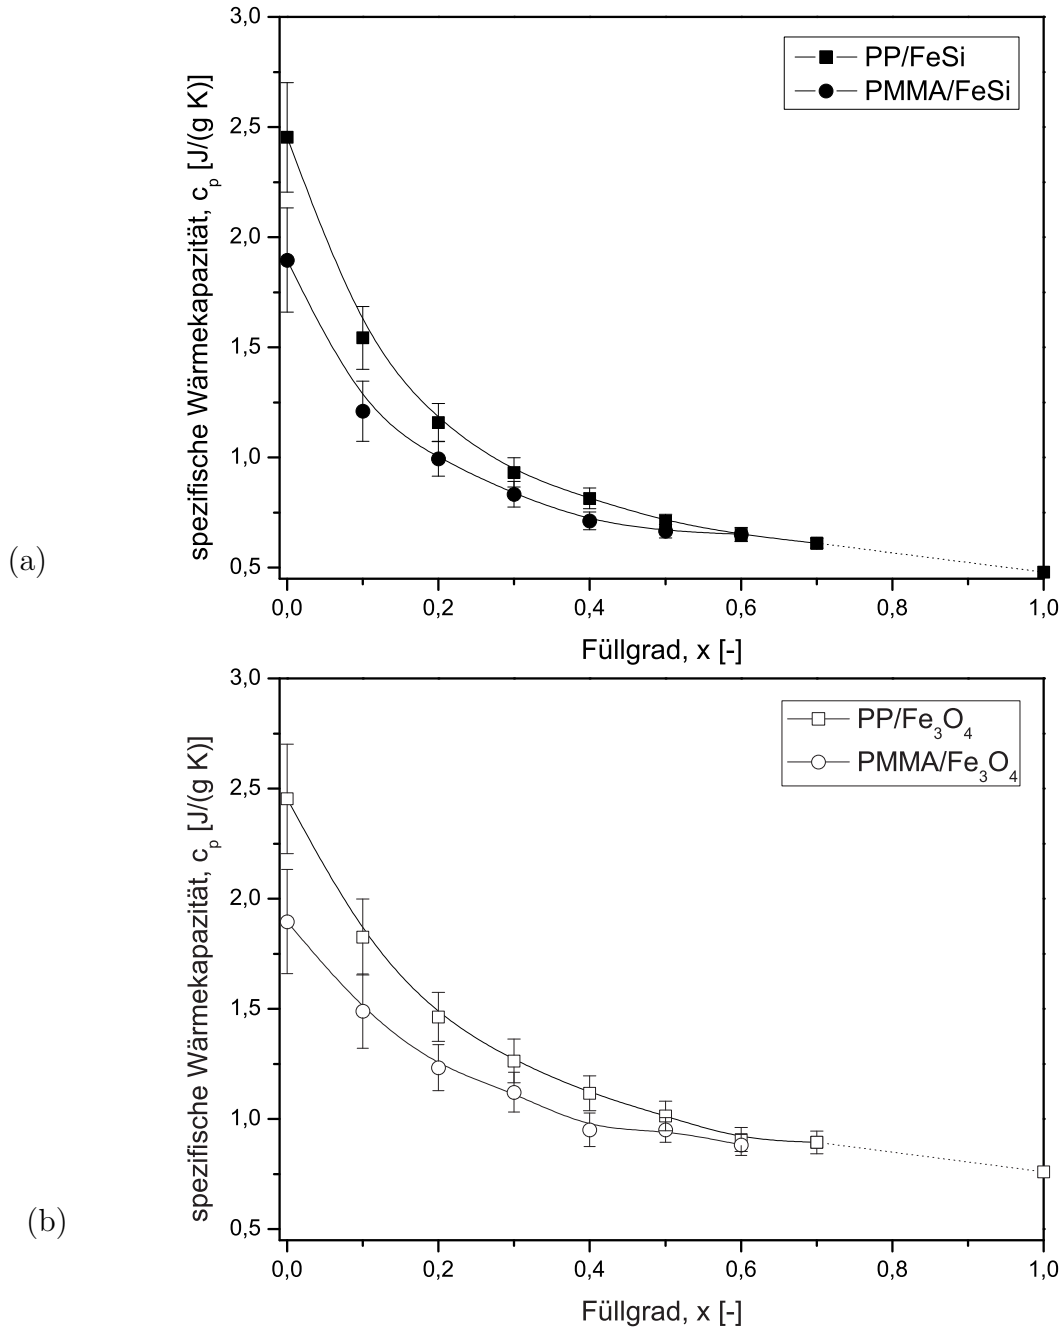 3,0
2,5
2,0
1,5
1,0
0,5
spezifische Wärmekapazität, cₚ [J/(g K)]
PP/FeSi
PMMA/FeSi
(a)
0,0 0,2 0,4 0,6 0,8 1,0
Füllgrad, x [-]
3,0
2,5
2,0
1,5
1,0
0,5
spezifische Wärmekapazität, cₚ [J/(g K)]
PP/Fe₃O₄
PMMA/Fe₃O₄
(b)
0,0 0,2 0,4 0,6 0,8 1,0
Füllgrad, x [-]